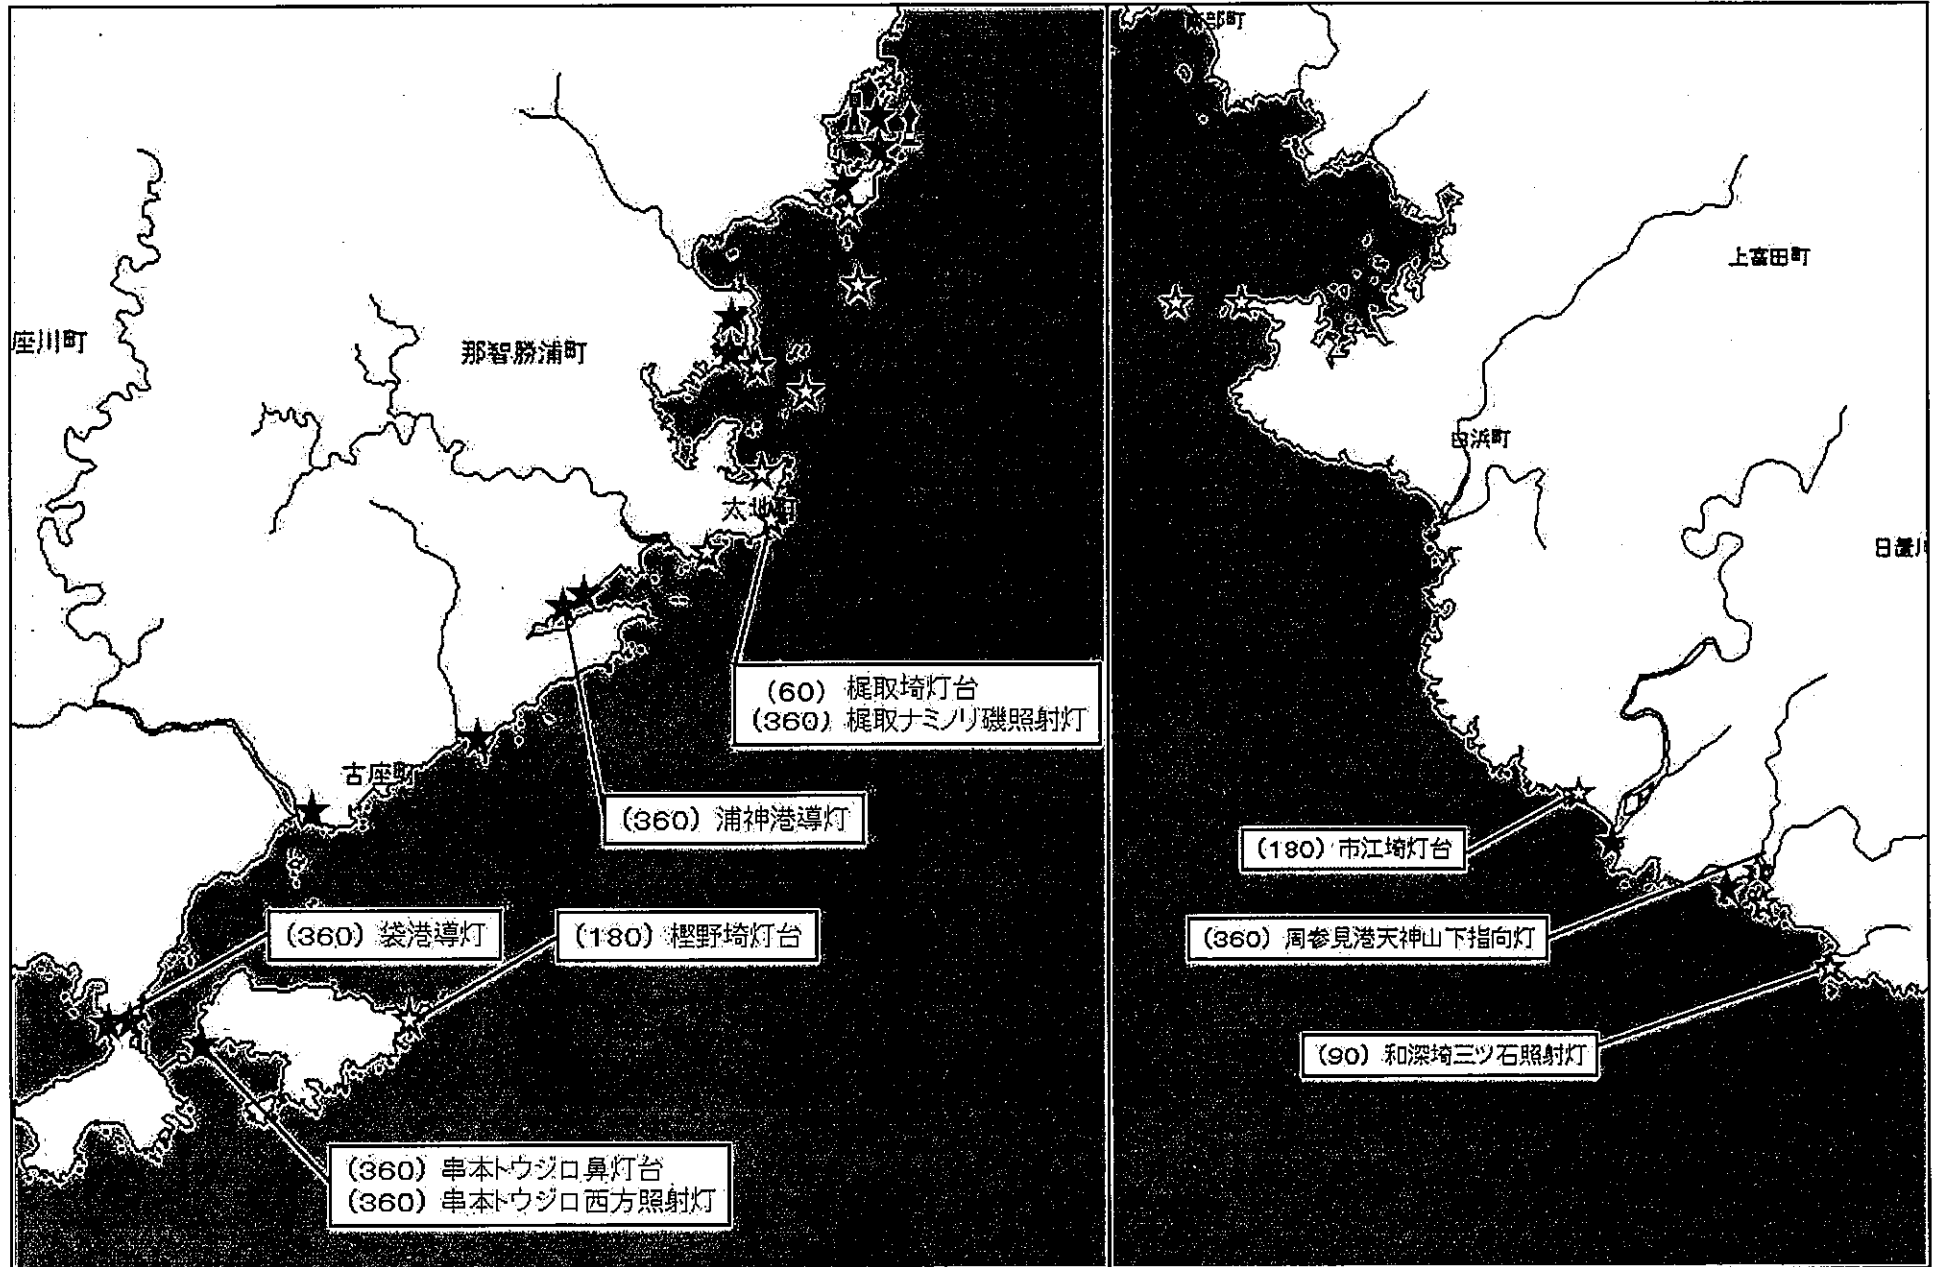 座川町
那智勝浦町
太地町
(60) 梶取埼灯台
(360) 梶取ナミノリ磯照射灯
古座町
(360) 浦神港導灯
(360) 袋港導灯
(180) 樫野埼灯台
(360) 串本トウジロ鼻灯台
(360) 串本トウジロ西方照射灯
部町
上富田町
白浜町
日置川
(180) 市江埼灯台
(360) 周参見港天神山下指向灯
(90) 和深埼三ツ石照射灯